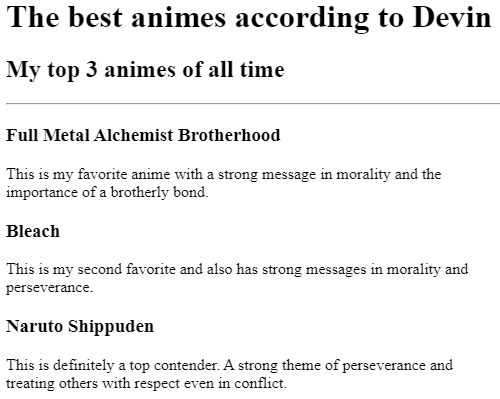 The best animes according to Devin
My top 3 animes of all time
Full Metal Alchemist Brotherhood
This is my favorite anime with a strong message in morality and the
importance of a brotherly bond.
Bleach
This is my second favorite and also has strong messages in morality and
perseverance.
Naruto Shippuden
This is definitely a top contender. A strong theme of perseverance and
treating others with respect even in conflict.